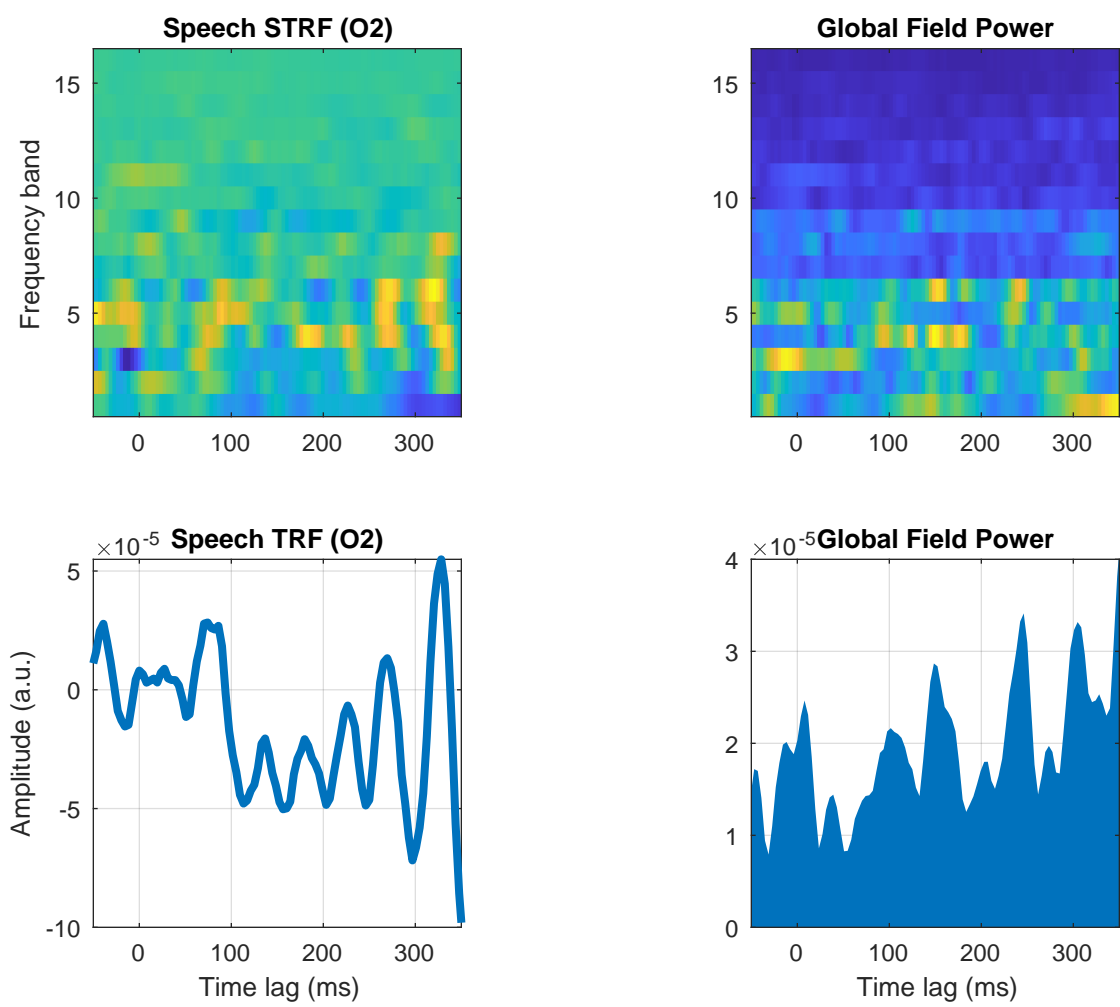 Speech STRF (O2)
Frequency band
15
10
5
0 100 200 300
Global Field Power
15
10
5
0 100 200 300
×10-5 Speech TRF (O2)
Amplitude (a.u.)
5
0
-5
-10
0 100 200 300
Time lag (ms)
×10-5 Global Field Power
4
3
2
1
0
0 100 200 300
Time lag (ms)